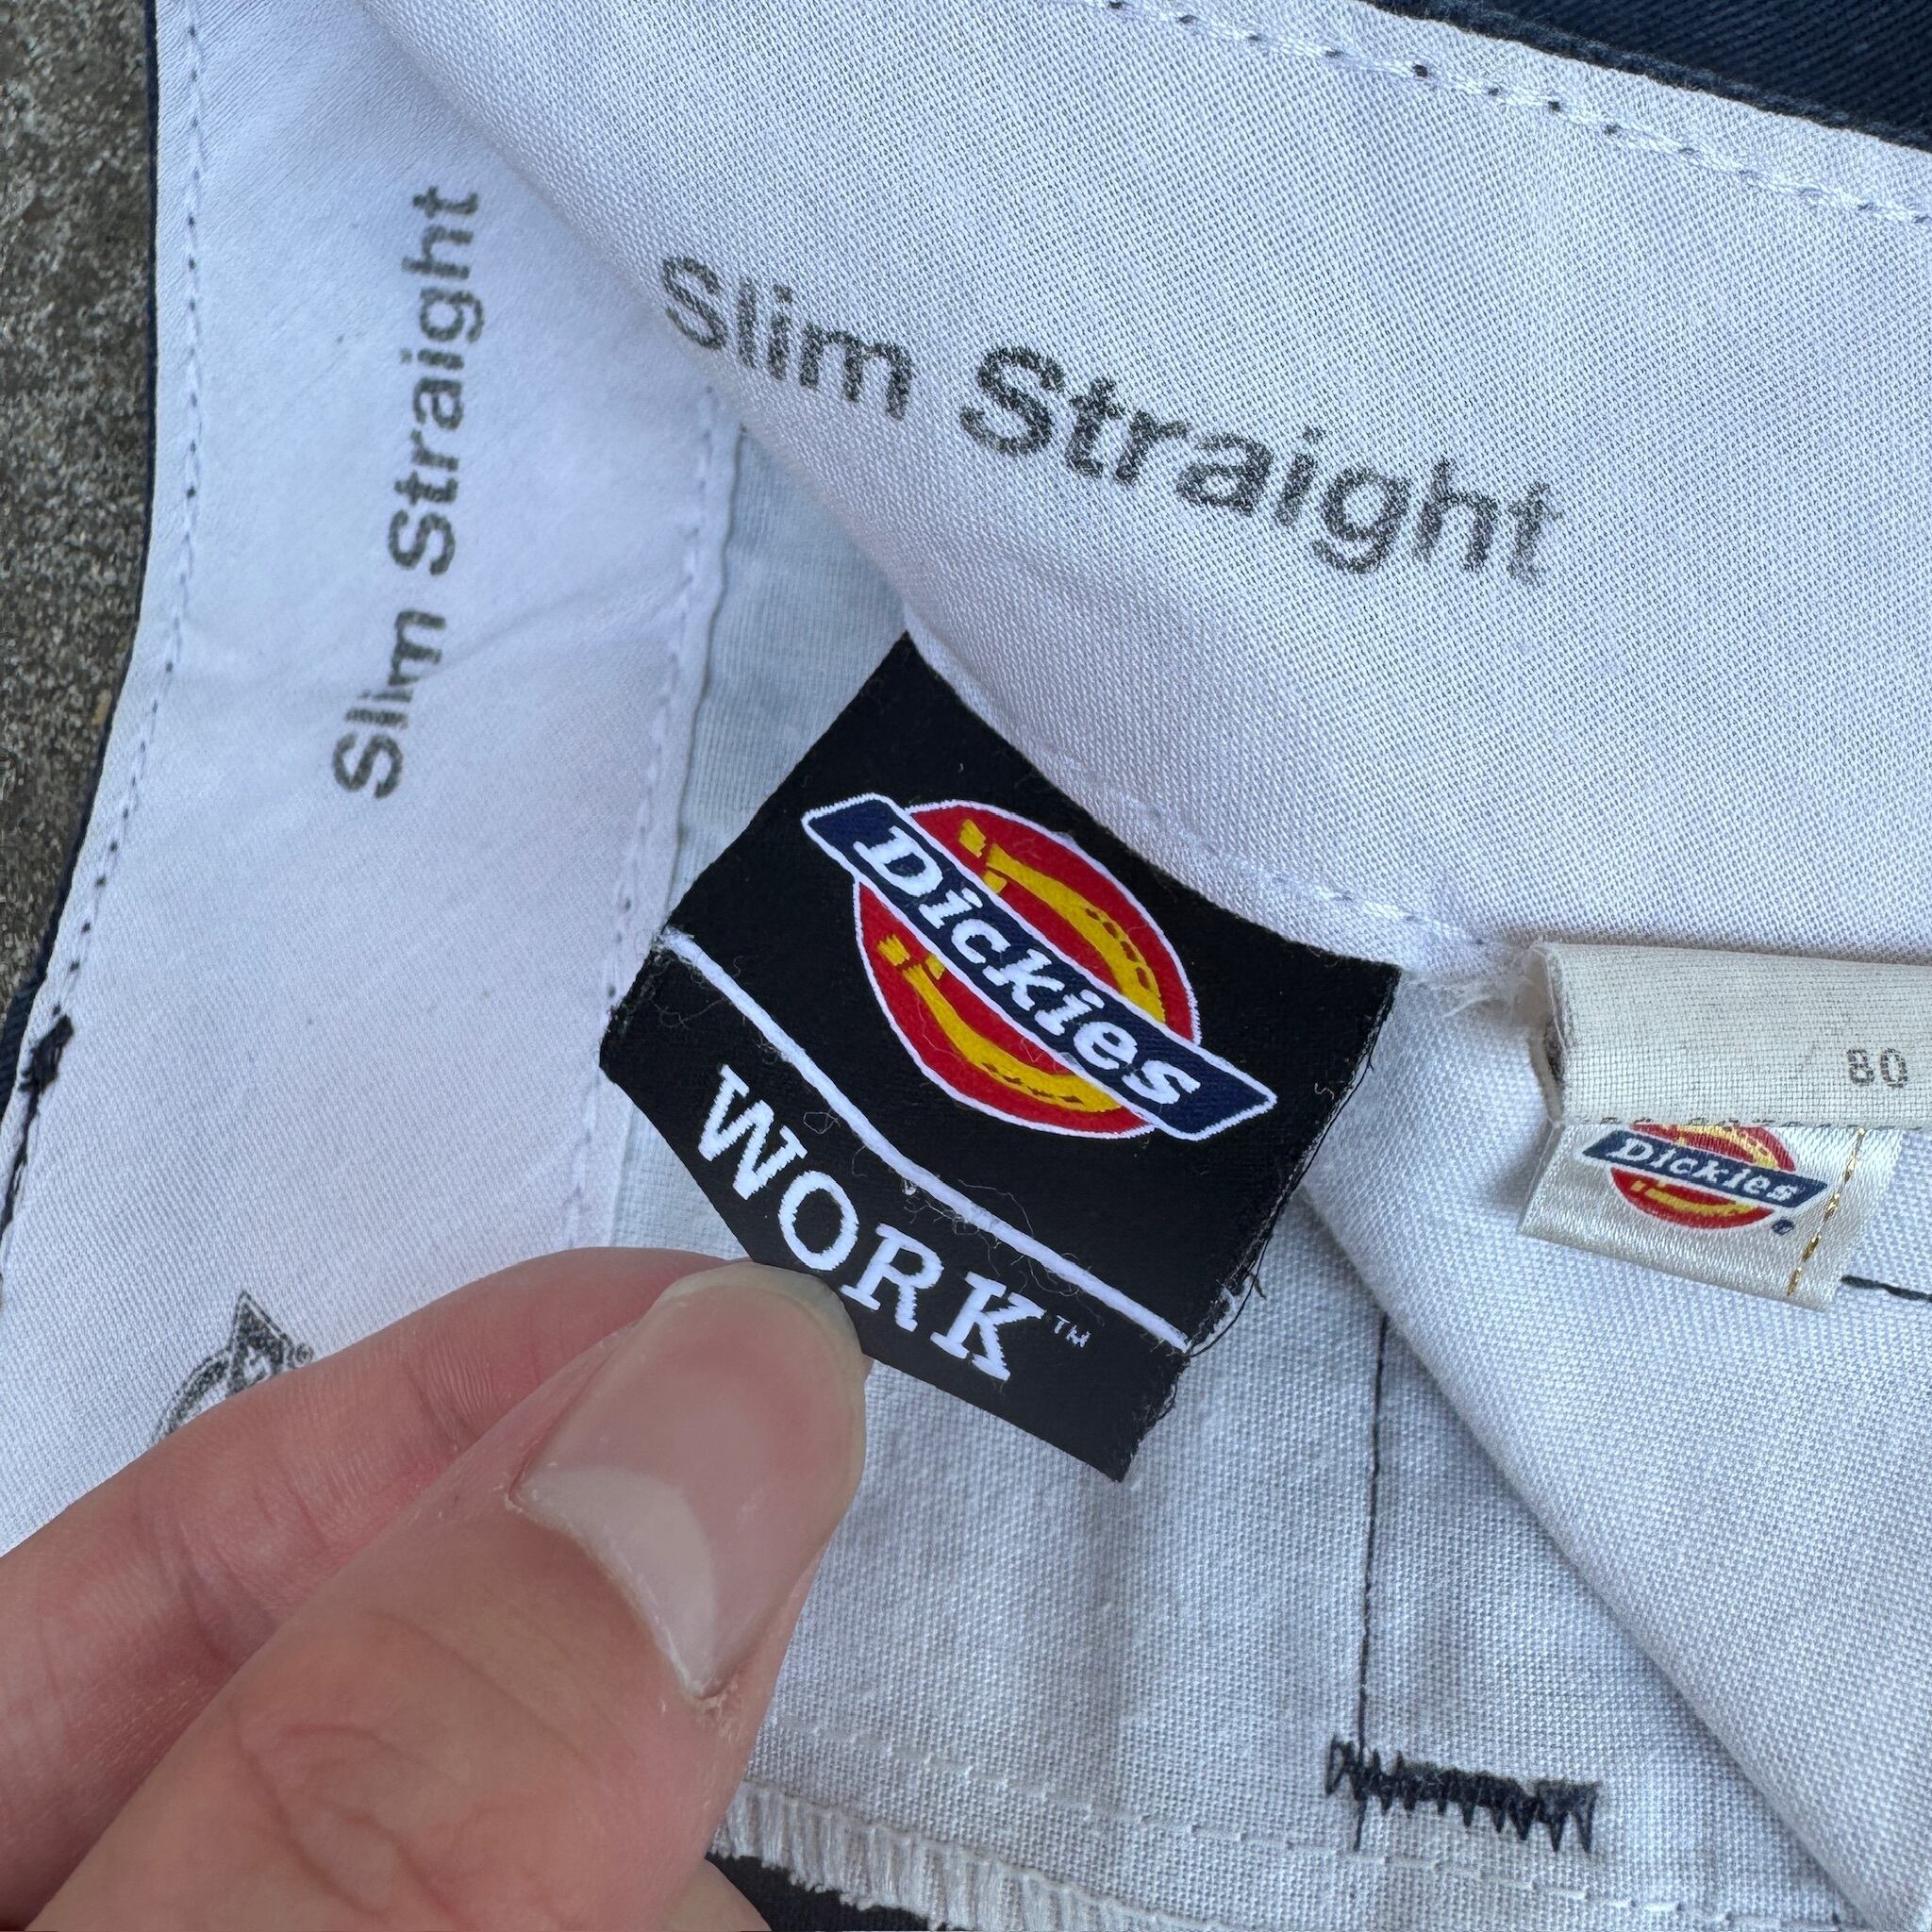 Slim Straight
Slim Straight
Dickies
WORK™
80
Dickies®